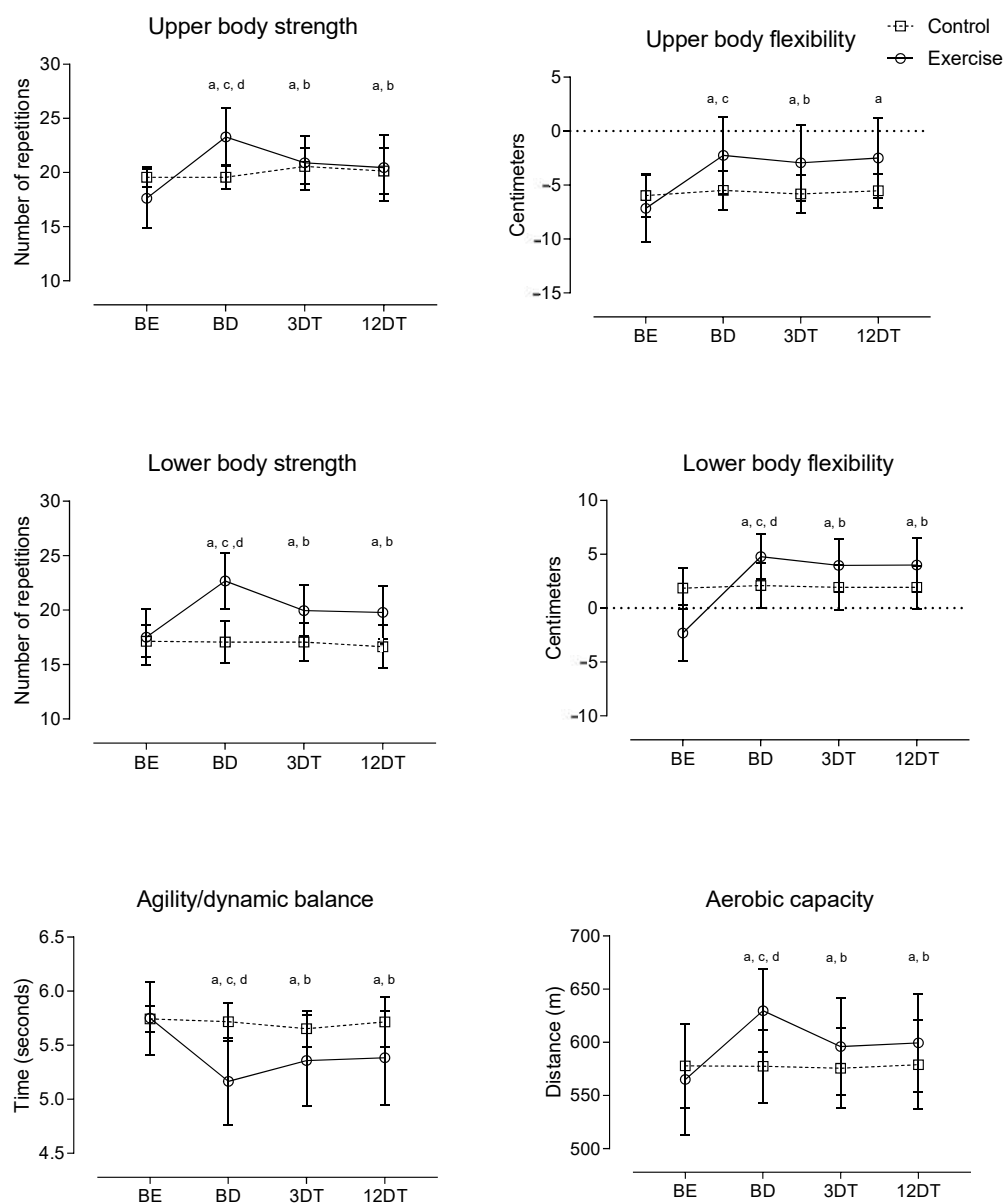 Upper body strength
Number of repetitions
30
25
20
15
10
a, c, d
a, b
a, b
BE
BD
3DT
12DT
Upper body flexibility
Control
Exercise
Centimeters
5
0
-5
-10
-15
a, c
a, b
a
BE
BD
3DT
12DT
Lower body strength
Number of repetitions
30
25
20
15
10
a, c ,d
a, b
a, b
BE
BD
3DT
12DT
Lower body flexibility
Centimeters
10
5
0
-5
-10
a, c, d
a, b
a, b
BE
BD
3DT
12DT
Agility/dynamic balance
Time (seconds)
6.5
6.0
5.5
5.0
4.5
a, c, d
a, b
a, b
BE
BD
3DT
12DT
Aerobic capacity
Distance (m)
700
650
600
550
500
a, c, d
a, b
a, b
BE
BD
3DT
12DT